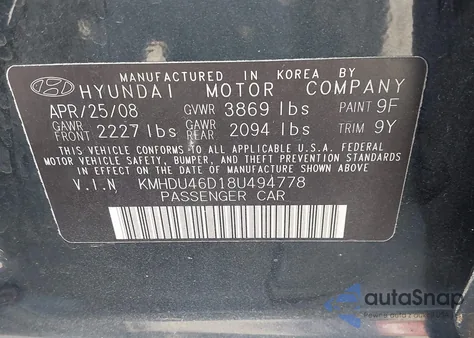 MANUFACTURED IN KOREA BY
HYUNDAI MOTOR COMPANY
APR/25/08 GVWR 3869 lbs PAINT 9F
GAWR FRONT 2227 lbs GAWR REAR 2094 lbs TRIM 9Y
THIS VEHICLE CONFORMS TO ALL APPLICABLE U.S.A. FEDERAL
MOTOR VEHICLE SAFETY, BUMPER, AND THEFT PREVENTION STANDARDS
IN EFFECT ON THE DATE OF MANUFACTURE SHOWN ABOVE.
V.I.N KMHDU46D18U494778
PASSENGER CAR
autoSnap